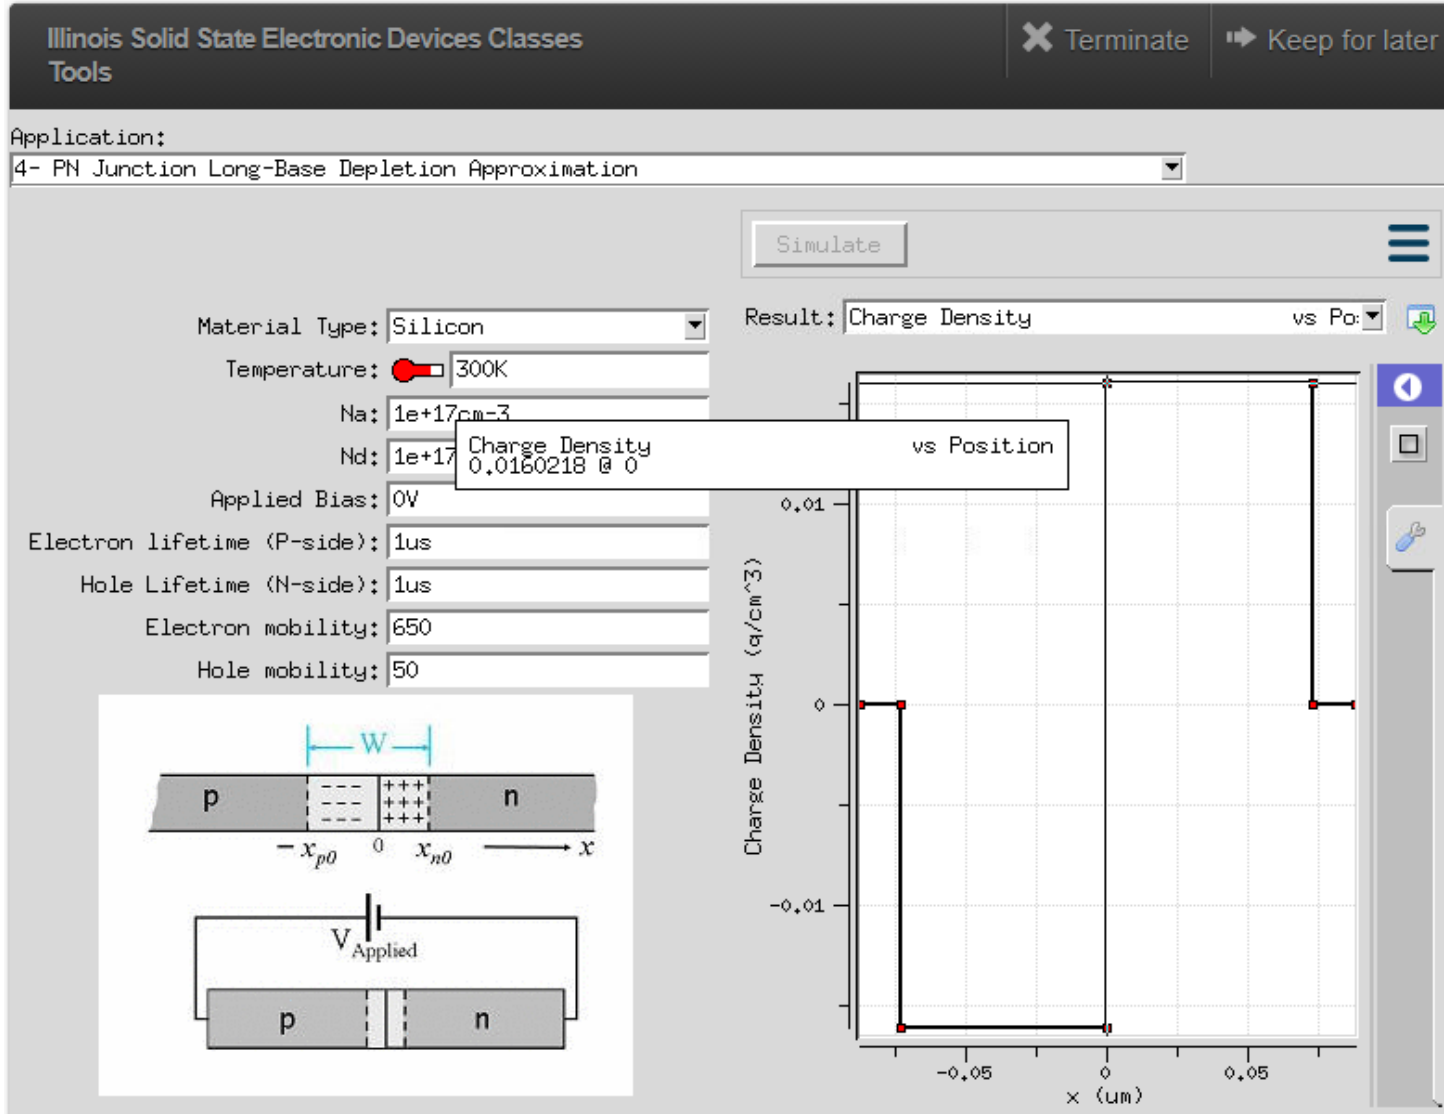 Illinois Solid State Electronic Devices Classes
Tools
Terminate
Keep for later
Application:
4- PN Junction Long-Base Depletion Approximation
Simulate
Material Type: Silicon
Result: Charge Density vs Po:
Temperature: 300K
Na: 1e+17cm-3
Nd: 1e+17
Charge Density vs Position
0.0160218 @ 0
Applied Bias: 0V
Electron lifetime (P-side): 1us
Hole Lifetime (N-side): 1us
Electron mobility: 650
Hole mobility: 50
0.01
0
-0.01
Charge Density (q/cm^3)
-0.05
0
0.05
x (um)
W
p
--- +++
--- +++
--- +++
n
- xp0
0
xn0
x
VApplied
p
n